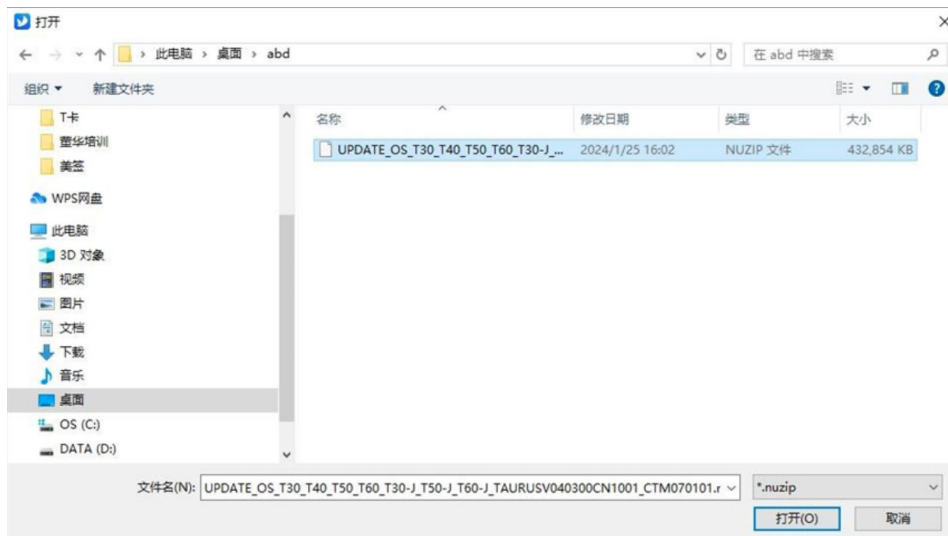 打开
此电脑 › 桌面 › abd
在 abd 中搜索
组织
新建文件夹
T卡
董华培训
美签
WPS网盘
此电脑
3D 对象
视频
图片
文档
下载
音乐
桌面
OS (C:)
DATA (D:)
名称 修改日期 类型 大小
UPDATE_OS_T30_T40_T50_T60_T30-J_... 2024/1/25 16:02 NUZIP 文件 432,854 KB
文件名(N): UPDATE_OS_T30_T40_T50_T60_T30-J_T50-J_T60-J_TAURUSV040300CN1001_CTM070101.r *.nuzip
打开(O) 取消